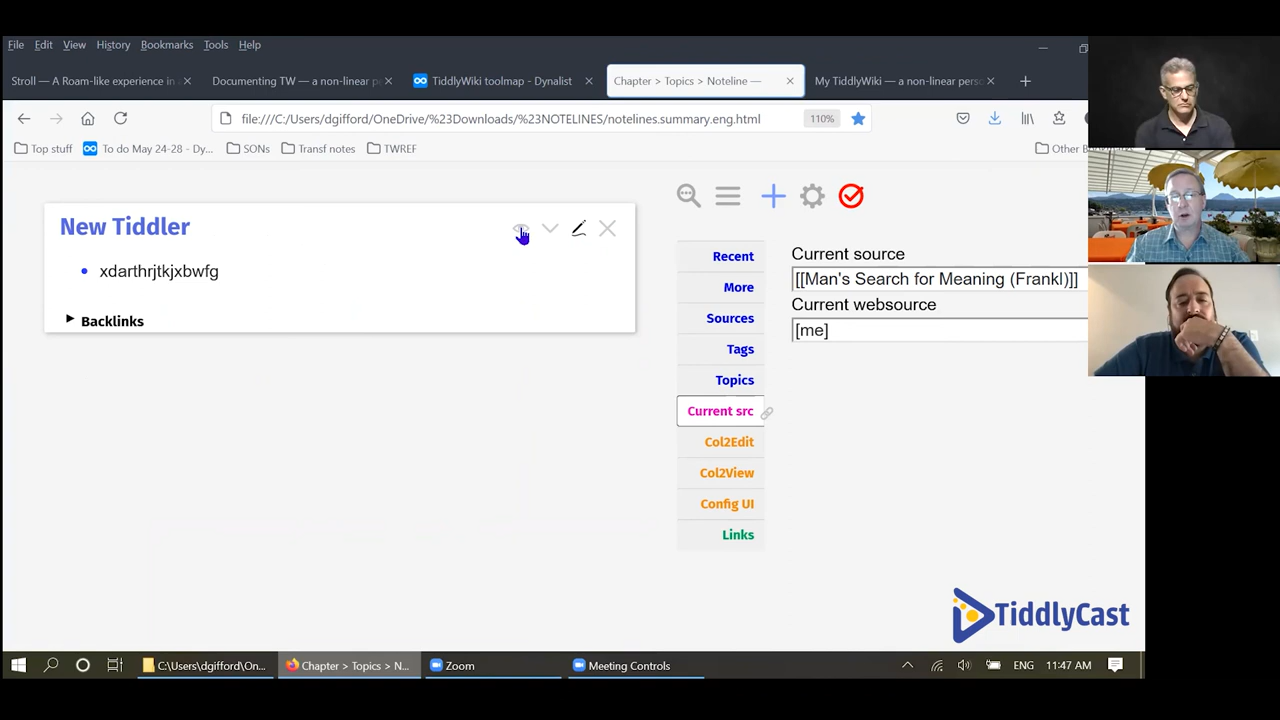 File Edit View History Bookmarks Tools Help
Stroll — A Roam-like experience in
Documenting TW — a non-linear p
TiddlyWiki toolmap - Dynalist
Chapter > Topics > Noteline —
My TiddlyWiki — a non-linear perso
file:///C:/Users/dgifford/OneDrive/%23Downloads/%23NOTELINES/notelines.summary.eng.html
110%
Top stuff
To do May 24-28 - Dy...
SONs
Transf notes
TWREF
Other
New Tiddler
xdarthrjtkjxbwfg
Backlinks
Recent
More
Sources
Tags
Topics
Current src
Col2Edit
Col2View
Config UI
Links
Current source
[[Man's Search for Meaning (Frankl)]]
Current websource
[me]
TiddlyCast
C:\Users\dgifford\On...
Chapter > Topics > N...
Zoom
Meeting Controls
ENG
11:47 AM